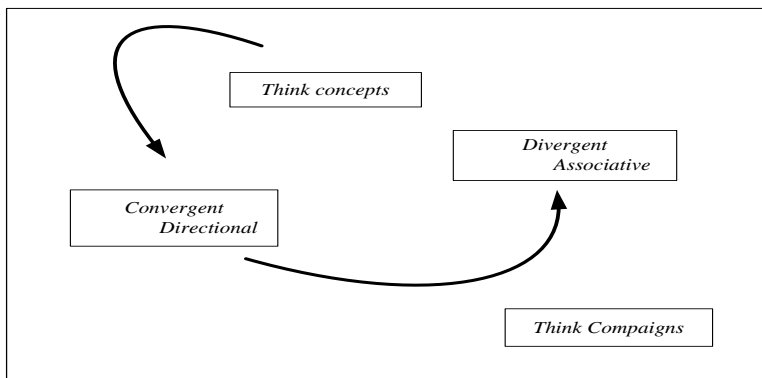 Think concepts
Divergent
Associative
Convergent
Directional
Think Compaigns